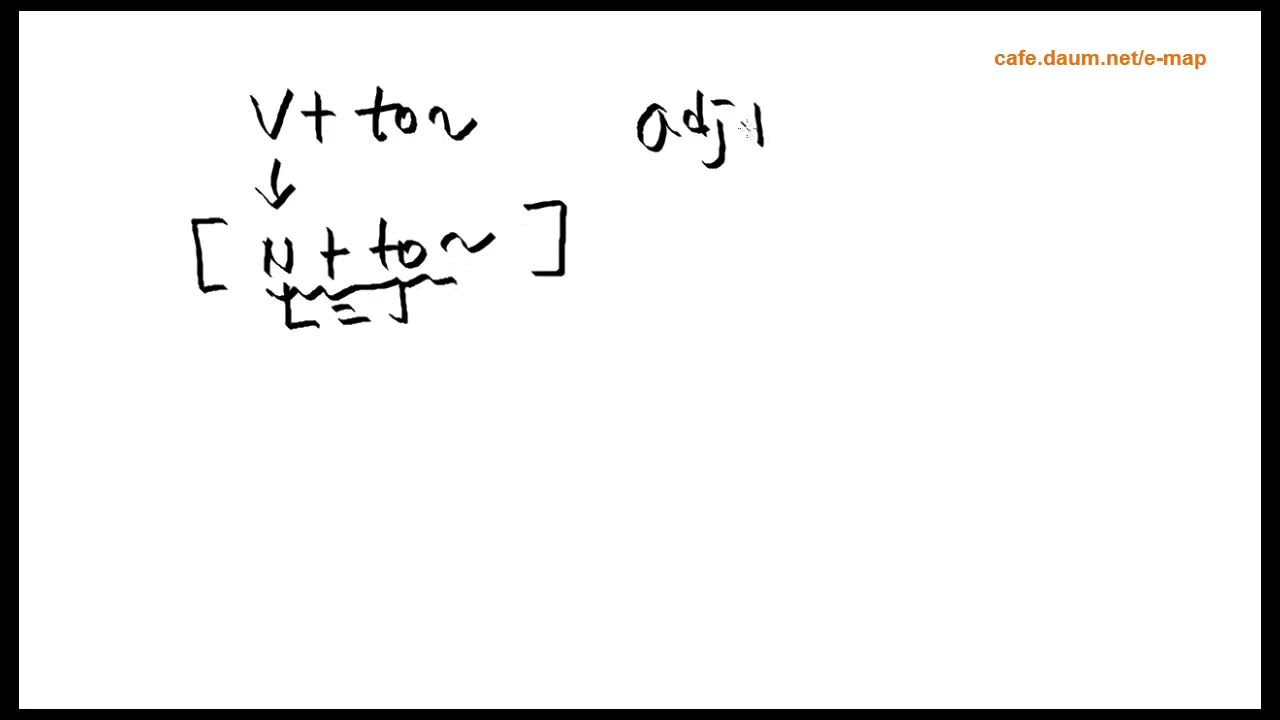 cafe.daum.net/e-map
V + to ~ adj
↓
[ N + to ~ ]
=